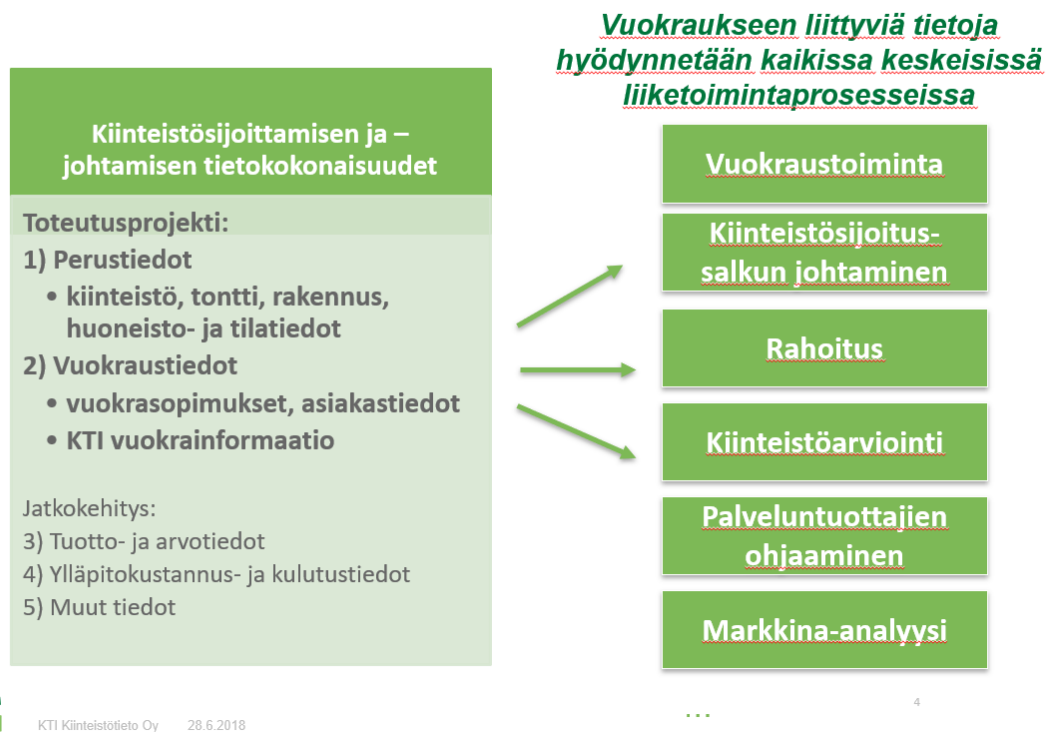 Vuokraukseen liittyviä tietoja
hyödynnetään kaikissa keskeisissä
liiketoimintaprosesseissa
Kiinteistösijoittamisen ja –
johtamisen tietokokonaisuudet
Toteutusprojekti:
1) Perustiedot
• kiinteistö, tontti, rakennus,
huoneisto- ja tilatiedot
2) Vuokraustiedot
• vuokrasopimukset, asiakastiedot
• KTI vuokrainformaatio
Jatkokehitys:
3) Tuotto- ja arvotiedot
4) Ylläpitokustannus- ja kulutustiedot
5) Muut tiedot
Vuokraustoiminta
Kiinteistösijoitus-
salkun johtaminen
Rahoitus
Kiinteistöarviointi
Palveluntuottajien
ohjaaminen
Markkina-analyysi
...
4
KTI Kiinteistötieto Oy 28.6.2018